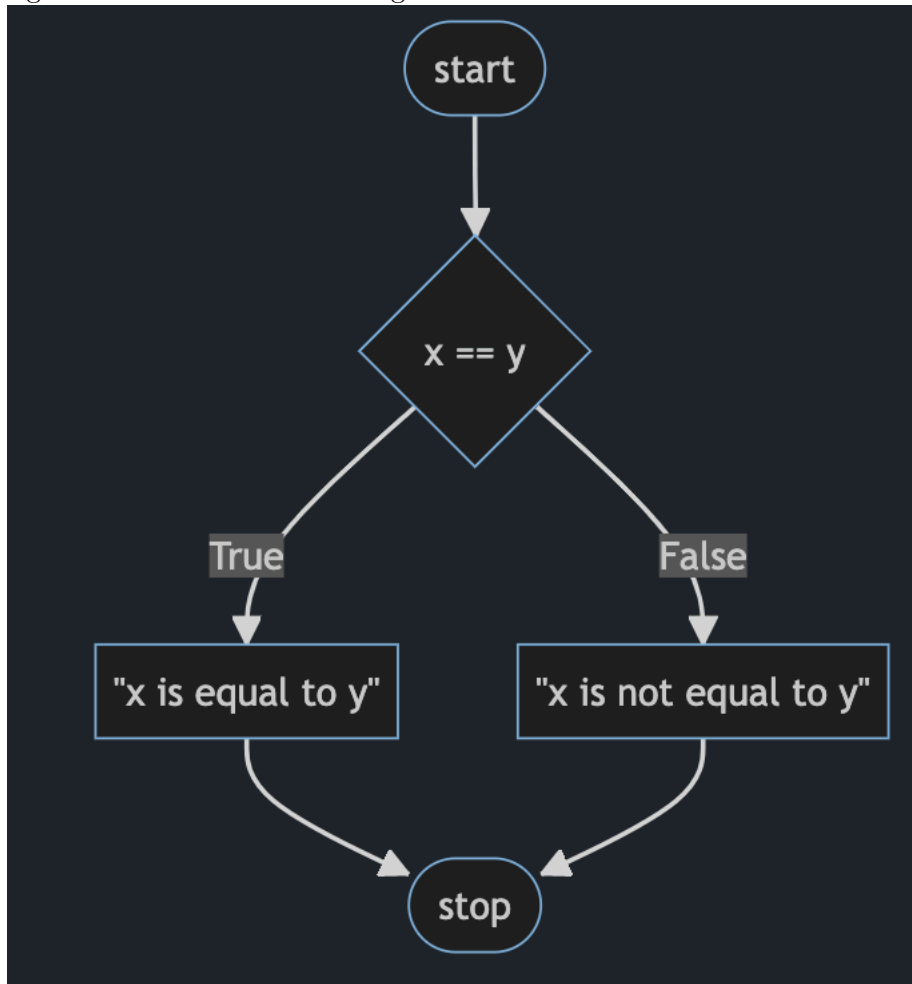 start
x == y
True
False
"x is equal to y"
"x is not equal to y"
stop